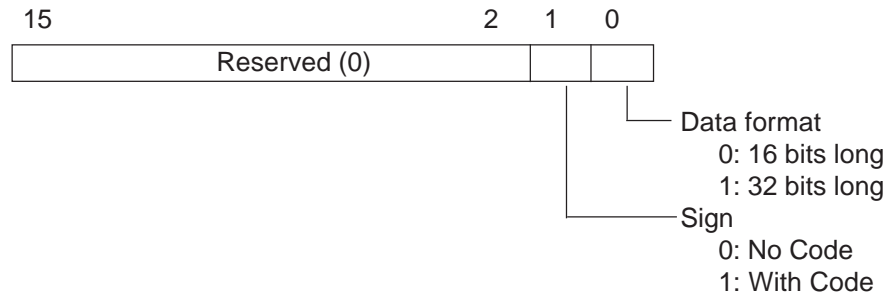 15 2 1 0
Reserved (0)
Data format
0: 16 bits long
1: 32 bits long
Sign
0: No Code
1: With Code